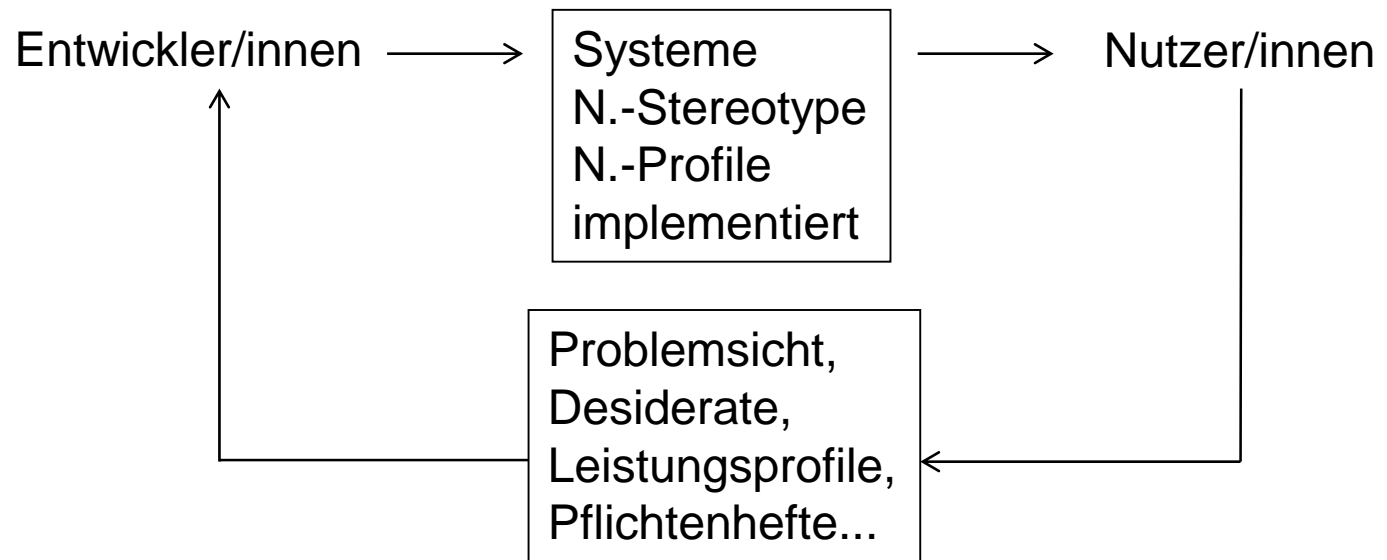 Entwickler/innen
Systeme
N.-Stereotype
N.-Profile
implementiert
Nutzer/innen
Problemsicht,
Desiderate,
Leistungsprofile,
Pflichtenhefte...